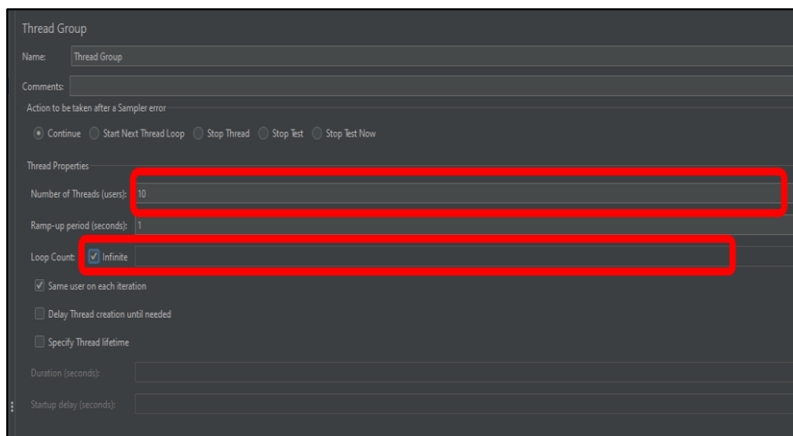 Thread Group
Name: Thread Group
Comments:
Action to be taken after a Sampler error
Continue Start Next Thread Loop Stop Thread Stop Test Stop Test Now
Thread Properties
Number of Threads (users): 10
Ramp-up period (seconds): 1
Loop Count: Infinite
Same user on each iteration
Delay Thread creation until needed
Specify Thread lifetime
Duration (seconds):
Startup delay (seconds):